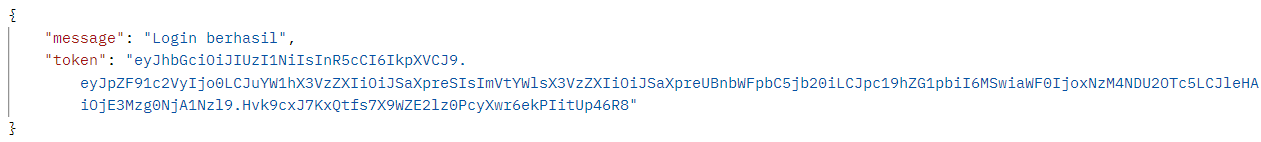 {
"message": "Login berhasil",
"token": "eyJhbGciOiJIUzI1NiIsInR5cCI6IkpXVCJ9.
eyJpZF91c2VyIjo0LCJuYW1hX3VzZXIiOiJSaXpreSIsImVtYWlsX3VzZXIiOiJSaXpreUBnbWFpbC5jb20iLCJpc19hZG1pbiI6MSwiaWF0IjoxNzM4NDU2OTc5LCJleHA
iOjE3Mzg0NjA1Nzl9.Hvk9cxJ7KxQtfs7X9WZE2lz0PcyXwr6ekPIitUp46R8"
}